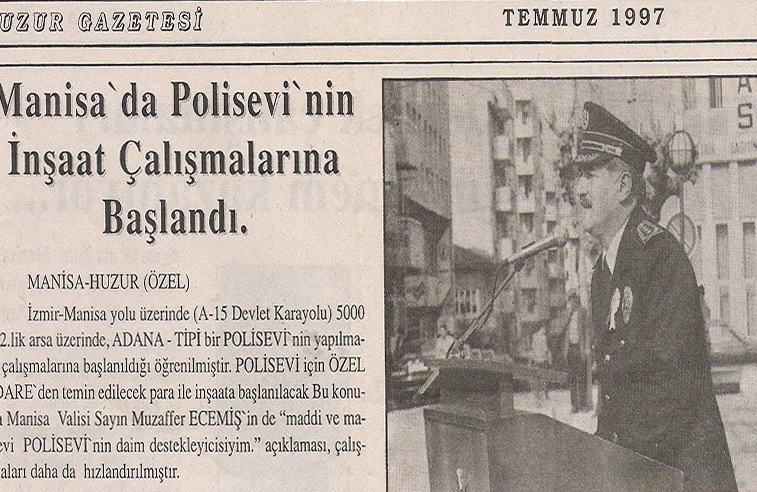 UZUR GAZETESİ
TEMMUZ 1997
Manisa`da Polisevi`nin
İnşaat Çalışmalarına
Başlandı.
MANİSA-HUZUR (ÖZEL)
İzmir-Manisa yolu üzerinde (A-15 Devlet Karayolu) 5000
2.lik arsa üzerinde, ADANA - TİPİ bir POLİSEVİ`nin yapılma-
çalışmalarına başlanıldığı öğrenilmiştir. POLİSEVİ için ÖZEL
DARE`den temin edilecek para ile inşaata başlanılacak Bu konu-
a Manisa Valisi Sayın Muzaffer ECEMİŞ`in de “maddi ve ma-
evi POLİSEVİ`nin daim destekleyicisiyim.” açıklaması, çalış-
aları daha da hızlandırılmıştır.
A
S